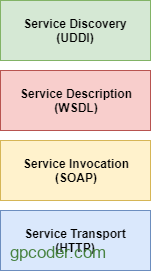 Service Discovery
(UDDI)
Service Description
(WSDL)
Service Invocation
(SOAP)
Service Transport
(HTTP)
gpcoder.com